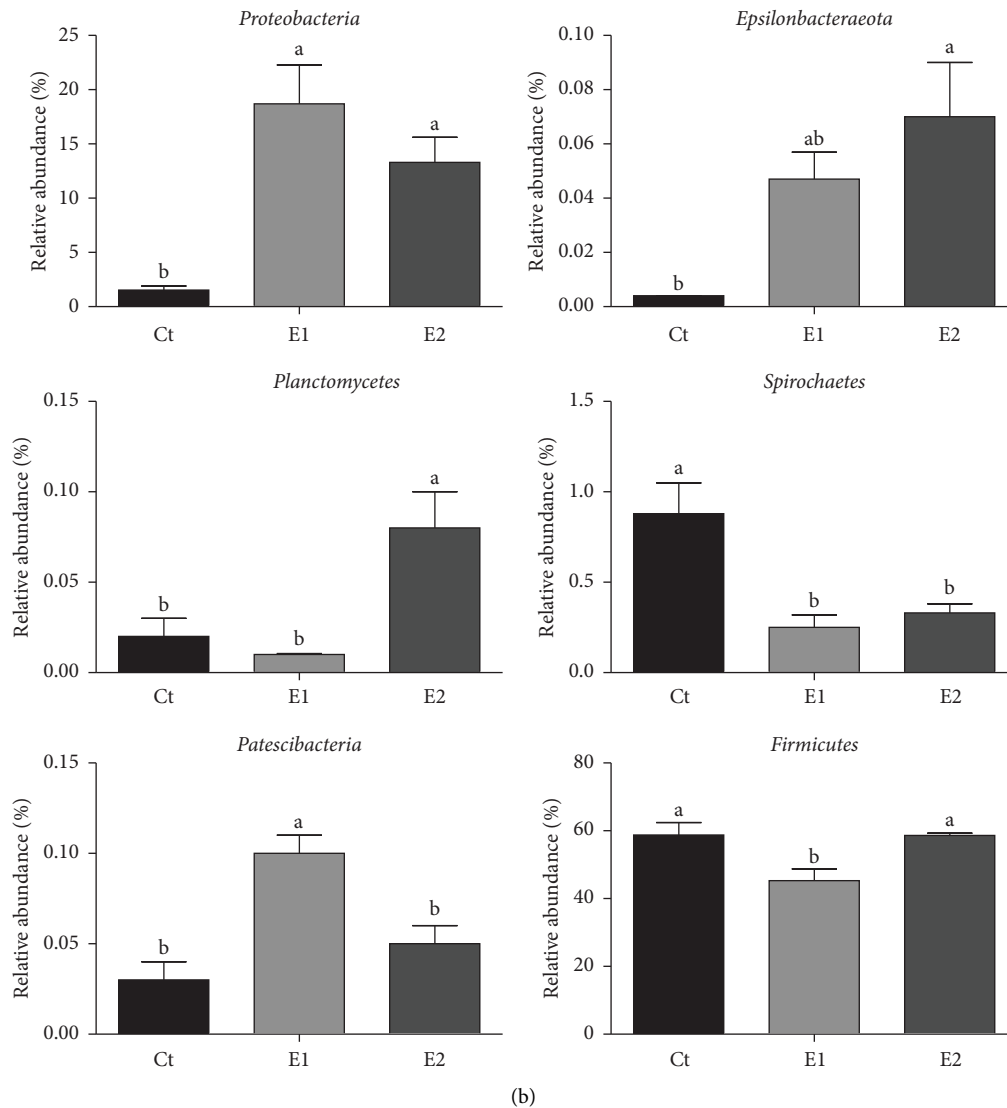 Proteobacteria
Relative abundance (%)
25
20
15
10
5
0
b
a
a
Ct
E1
E2
Epsilonbacteraeota
Relative abundance (%)
0.10
0.08
0.06
0.04
0.02
0.00
b
ab
a
Ct
E1
E2
Planctomycetes
Relative abundance (%)
0.15
0.10
0.05
0.00
b
b
a
Ct
E1
E2
Spirochaetes
Relative abundance (%)
1.5
1.0
0.5
0.0
a
b
b
Ct
E1
E2
Patescibacteria
Relative abundance (%)
0.15
0.10
0.05
0.00
b
a
b
Ct
E1
E2
Firmicutes
Relative abundance (%)
80
60
40
20
0
a
b
a
Ct
E1
E2
(b)